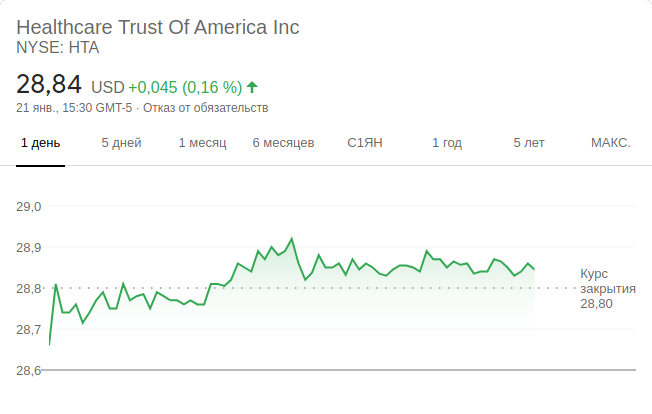 Healthcare Trust Of America Inc
NYSE: HTA
28,84 USD +0,045 (0,16 %)
21 янв., 15:30 GMT-5 · Отказ от обязательств
1 день 5 дней 1 месяц 6 месяцев С1ЯН 1 год 5 лет МАКС.
29,0
28,9
28,8
28,7
28,6
Курс
закрытия
28,80